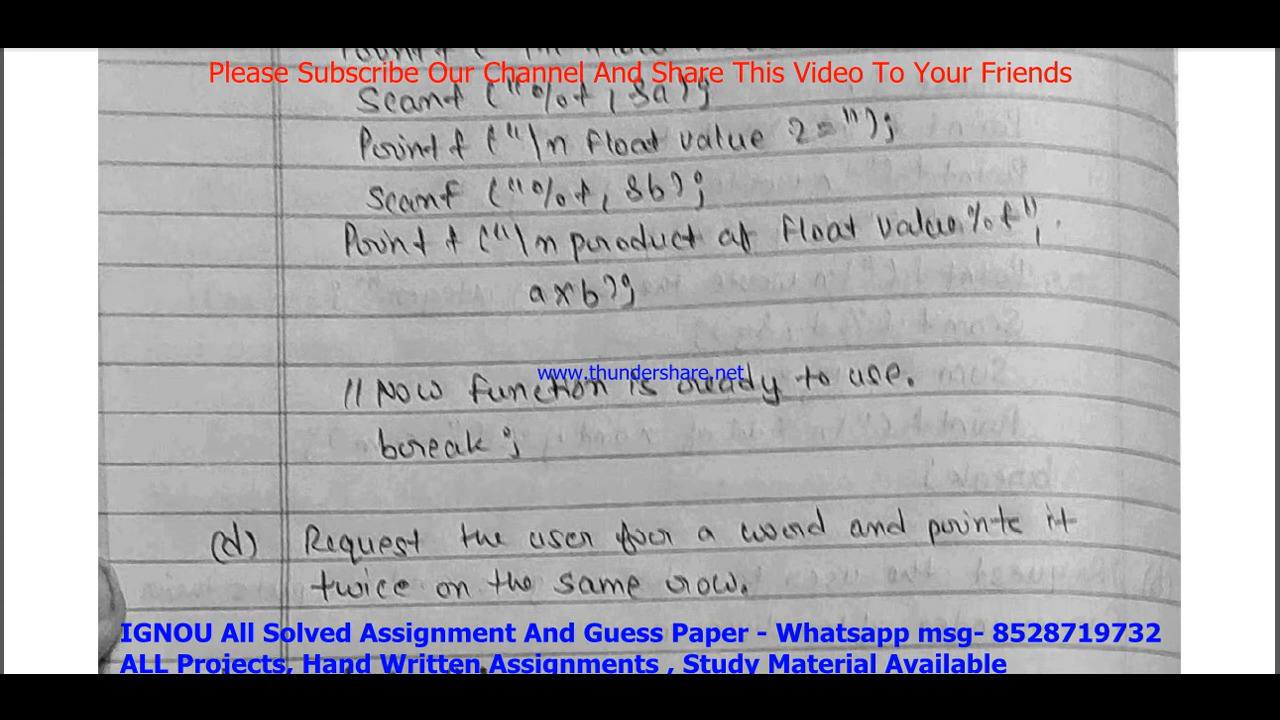 Please Subscribe Our Channel And Share This Video To Your Friends
Scanf ("%f, &a);
Printf ("\n float value 2=");
Scanf ("%f, &b);
Printf ("\n product of float value %f",
a×b);
www.thundershare.net
// Now function is ready to use.
break;
(d) Request the user for a word and prints it
twice on the same row.
IGNOU All Solved Assignment And Guess Paper - Whatsapp msg- 8528719732
ALL Projects, Hand Written Assignments , Study Material Available